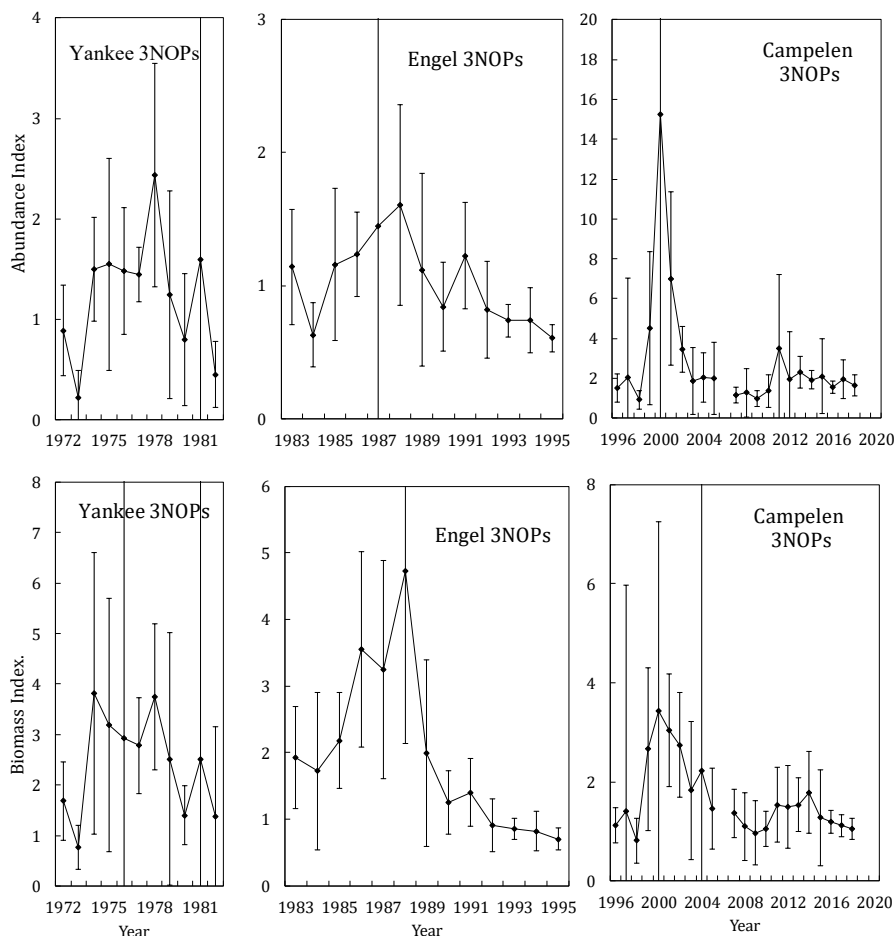 Yankee 3NOPs
Abundance Index
4
3
2
1
0
1972 1975 1978 1981
Engel 3NOPs
3
2
1
0
1983 1985 1987 1989 1991 1993 1995
Campelen
3NOPs
20
18
16
14
12
10
8
6
4
2
0
1996 2000 2004 2008 2012 2016 2020
Yankee 3NOPs
Biomass Index.
8
7
6
5
4
3
2
1
0
1972 1975 1978 1981
Year
Engel 3NOPs
6
5
4
3
2
1
0
1983 1985 1987 1989 1991 1993 1995
Year
Campelen
3NOPs
8
6
4
2
0
1996 2000 2004 2008 2012 2016 2020
Year